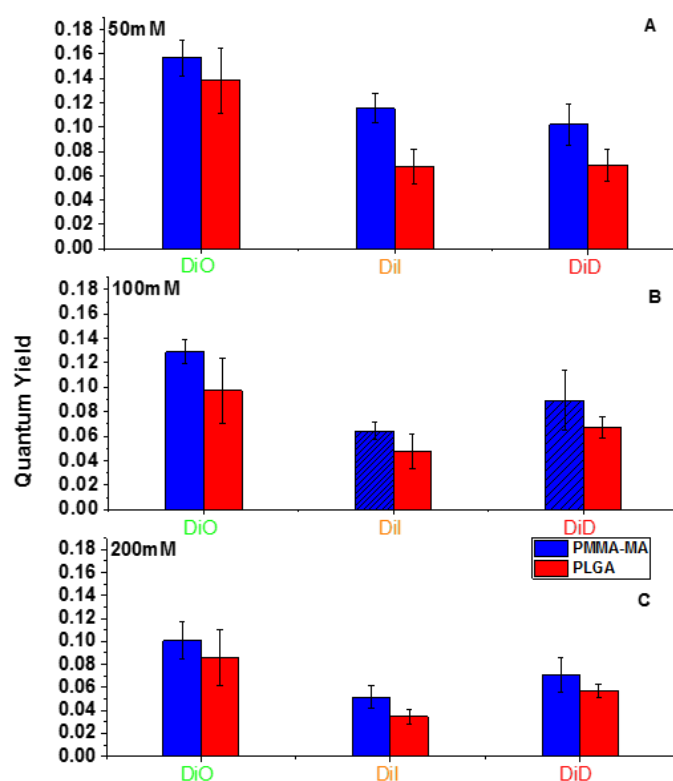 50mM
A
0.18
0.16
0.14
0.12
0.10
0.08
0.06
0.04
0.02
0.00
DiO
DiI
DiD
100mM
B
0.18
0.16
0.14
0.12
0.10
0.08
0.06
0.04
0.02
0.00
DiO
DiI
DiD
Quantum Yield
200mM
PMMA-MA
PLGA
C
0.18
0.16
0.14
0.12
0.10
0.08
0.06
0.04
0.02
0.00
DiO
DiI
DiD